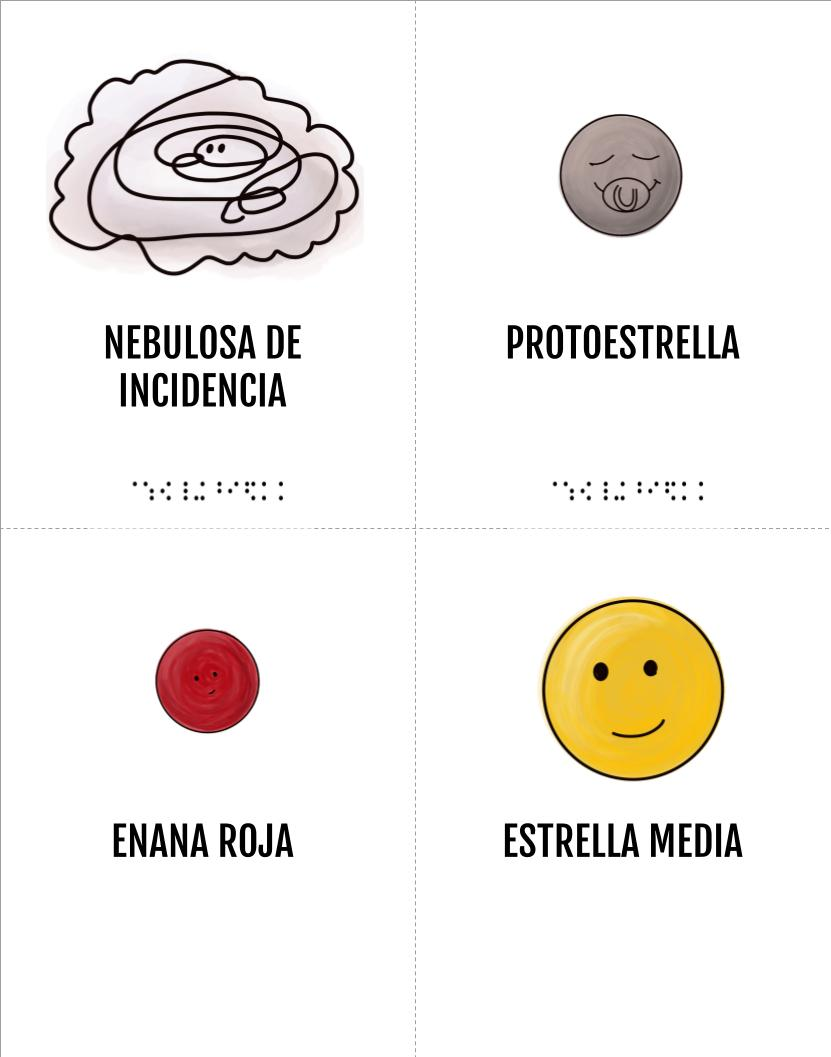 NEBULOSA DE
INCIDENCIA
PROTOESTRELLA
ENANA ROJA
ESTRELLA MEDIA